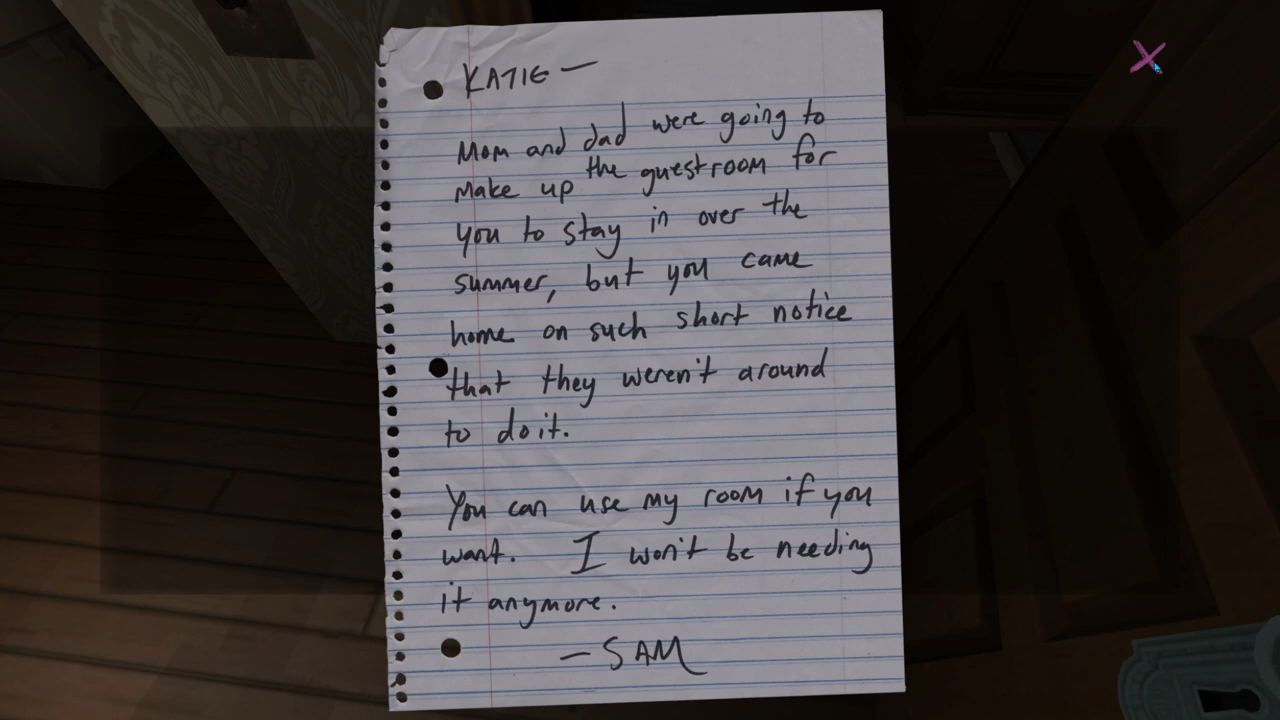 KATIE —
Mom and dad were going to
make up the guestroom for
you to stay in over the
summer, but you came
home on such short notice
that they weren't around
to do it.
You can use my room if you
want. I won't be needing
it anymore.
— SAM